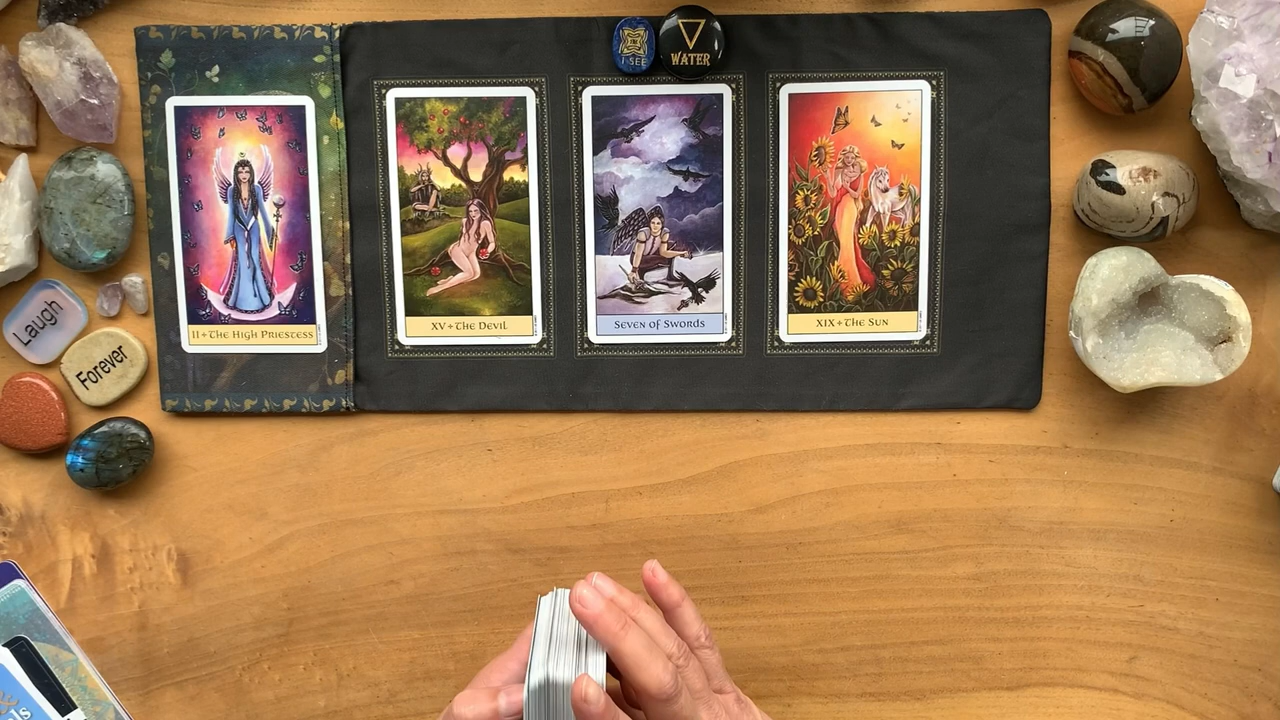 I SEE
WATER
II + THE HIGH PRIESTESS
XV + THE DEVIL
SEVEN OF SWORDS
XIX + THE SUN
Laugh
Forever